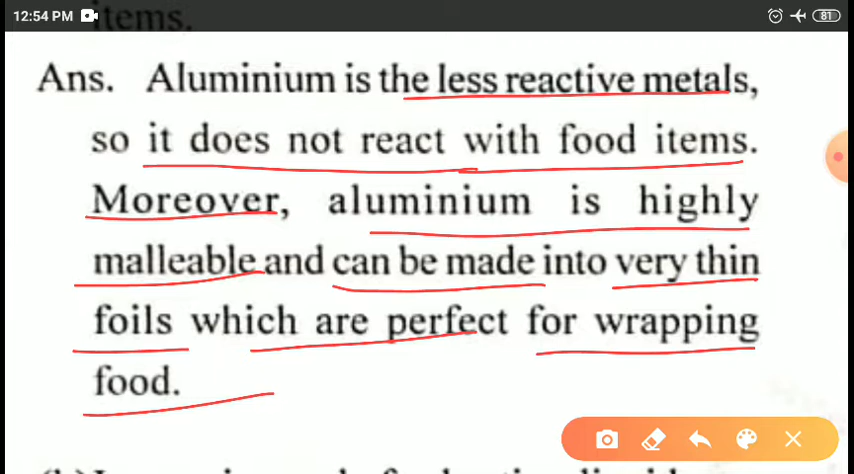 12:54 PM
81
items.
Ans. Aluminium is the less reactive metals,
so it does not react with food items.
Moreover, aluminium is highly
malleable and can be made into very thin
foils which are perfect for wrapping
food.